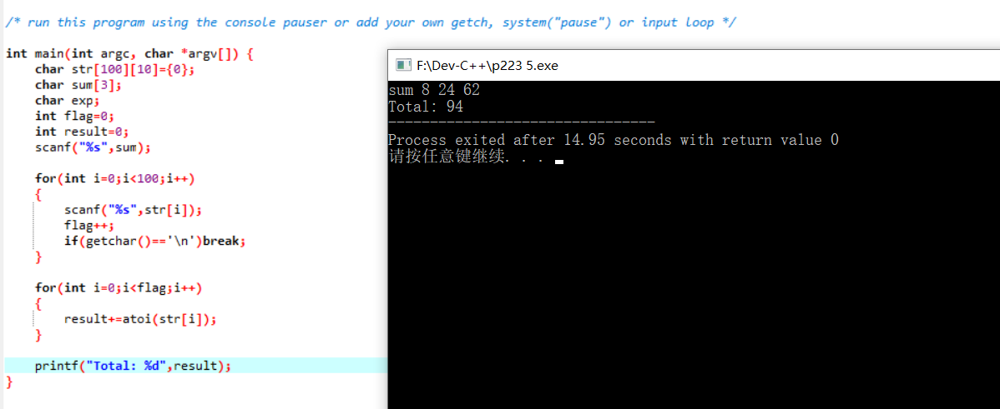 /* run this program using the console pauser or add your own getch, system("pause") or input loop */
int main(int argc, char *argv[]) {
char str[100][10]={0};
char sum[3];
char exp;
int flag=0;
int result=0;
scanf("%s",sum);
for(int i=0;i<100;i++)
{
scanf("%s",str[i]);
flag++;
if(getchar()=='\n')break;
}
for(int i=0;i<flag;i++)
{
result+=atoi(str[i]);
}
printf("Total: %d",result);
}
F:\Dev-C++\p223 5.exe
sum 8 24 62
Total: 94
--------------------------------
Process exited after 14.95 seconds with return value 0
请按任意键继续. . .